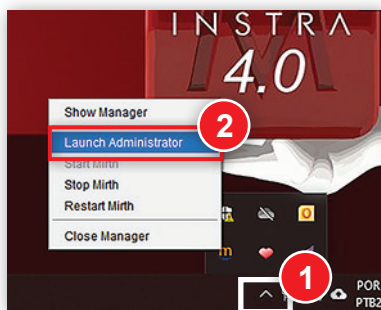 INSTRA
4.0
Show Manager
2
Launch Administrator
Start Mirth
Stop Mirth
Restart Mirth
Close Manager
O
m
1
POR
PTB2